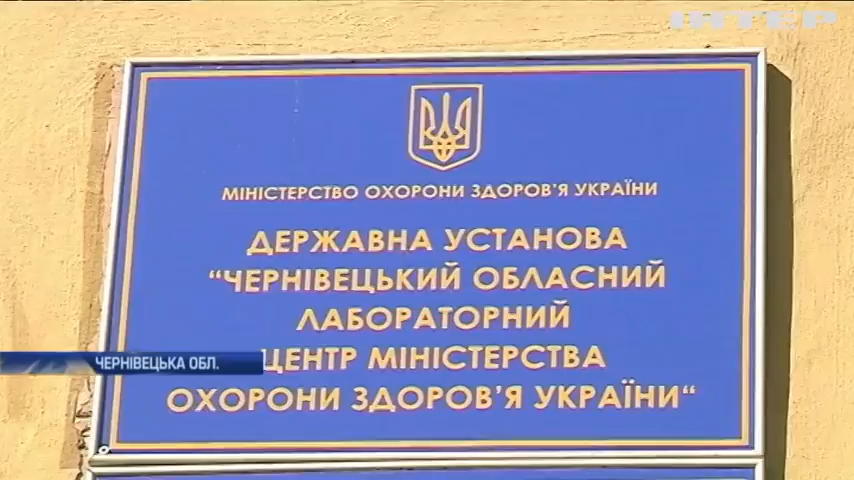 ІНТЕР
МІНІСТЕРСТВО ОХОРОНИ ЗДОРОВ'Я УКРАЇНИ
ДЕРЖАВНА УСТАНОВА
“ЧЕРНІВЕЦЬКИЙ ОБЛАСНИЙ
ЛАБОРАТОРНИЙ
ЦЕНТР МІНІСТЕРСТВА
ОХОРОНИ ЗДОРОВ'Я УКРАЇНИ“
ЧЕРНІВЕЦЬКА ОБЛ.